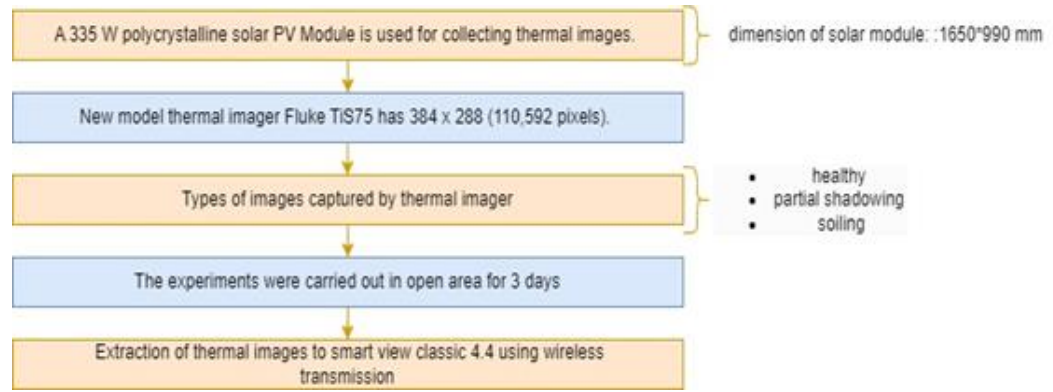 A 335 W polycrystalline solar PV Module is used for collecting thermal images.
dimension of solar module: :1650*990 mm
New model thermal imager Fluke TiS75 has 384 x 288 (110,592 pixels).
Types of images captured by thermal imager
• healthy
• partial shadowing
• soiling
The experiments were carried out in open area for 3 days
Extraction of thermal images to smart view classic 4.4 using wireless
transmission